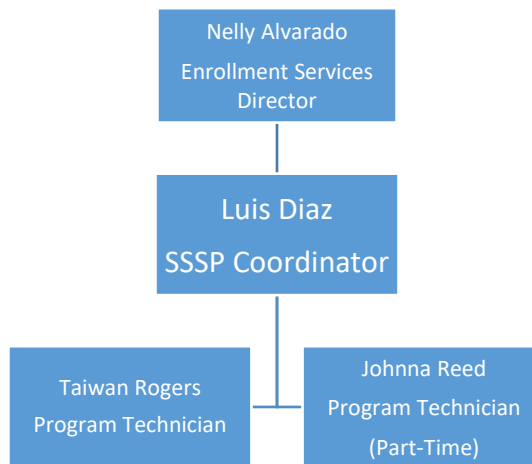 Nelly Alvarado
Enrollment Services
Director
Luis Diaz
SSSP Coordinator
Taiwan Rogers
Program Technician
Johnna Reed
Program Technician
(Part-Time)